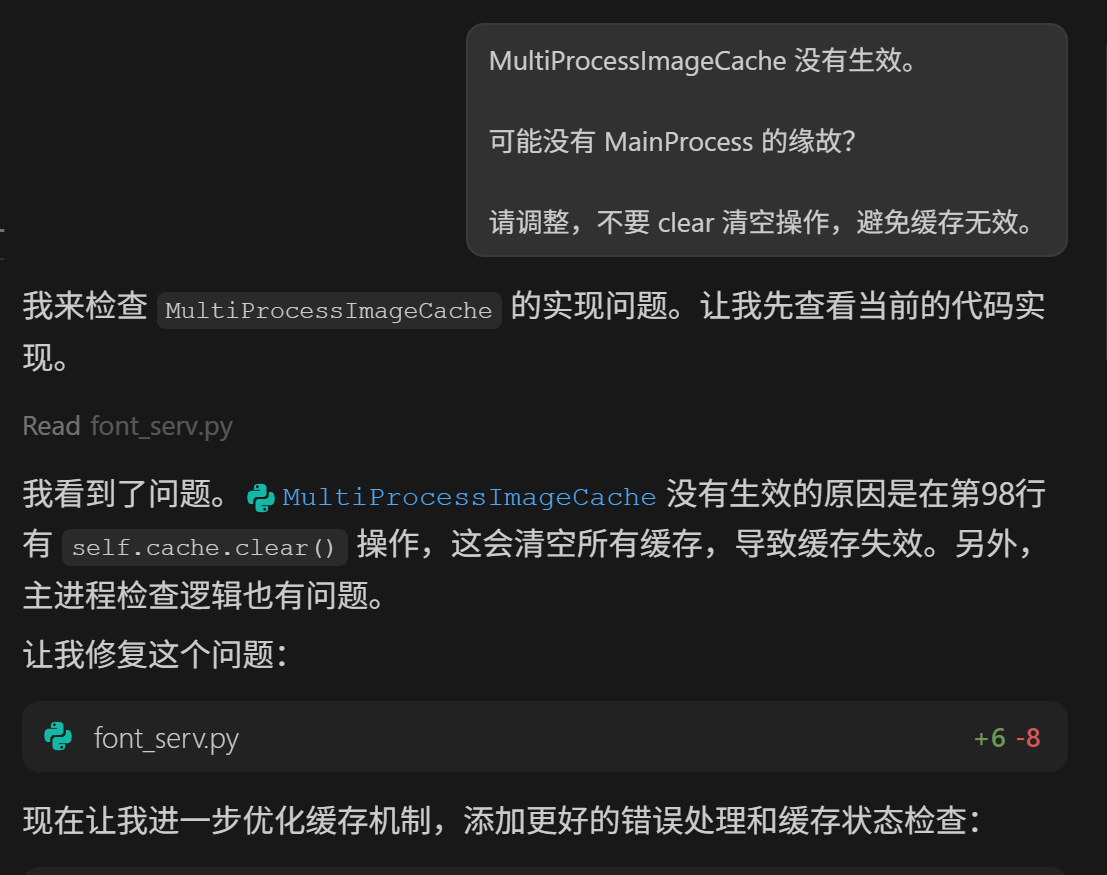 MultiProcessImageCache 没有生效。
可能没有 MainProcess 的缘故？
请调整，不要 clear 清空操作，避免缓存无效。
我来检查 MultiProcessImageCache 的实现问题。让我先查看当前的代码实
现。
Read font_serv.py
我看到了问题。 MultiProcessImageCache 没有生效的原因是在第98行
有 self.cache.clear() 操作，这会清空所有缓存，导致缓存失效。另外，
主进程检查逻辑也有问题。
让我修复这个问题：
font_serv.py +6 -8
现在让我进一步优化缓存机制，添加更好的错误处理和缓存状态检查：